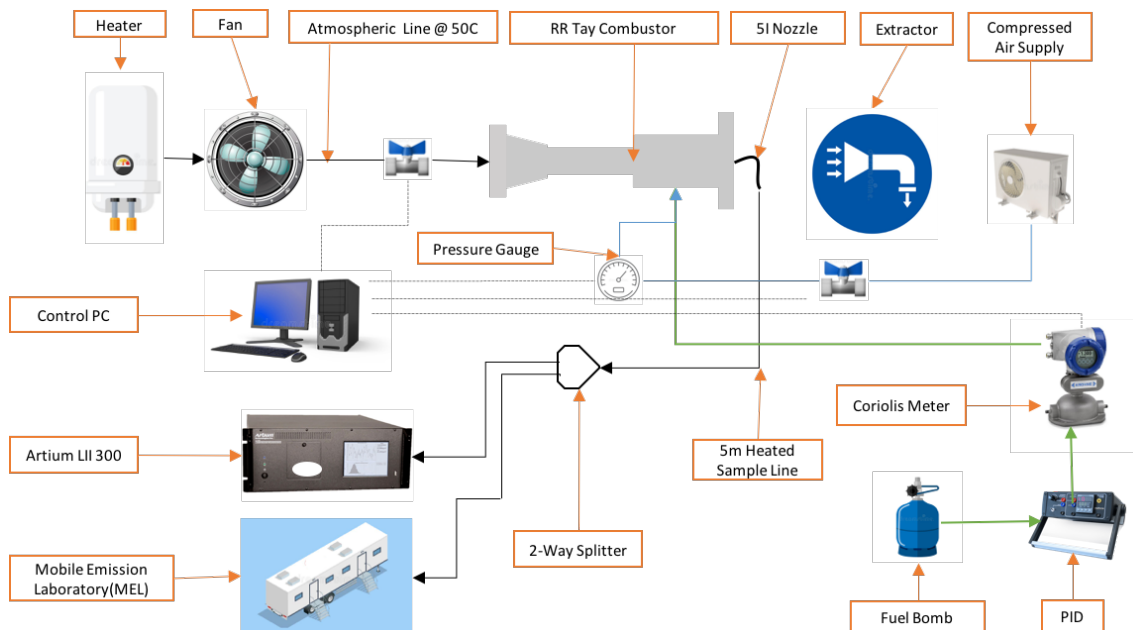 Heater
Fan
Atmospheric Line @ 50C
RR Tay Combustor
5I Nozzle
Extractor
Compressed
Air Supply
Pressure Gauge
Control PC
Coriolis Meter
Artium LII 300
5m Heated
Sample Line
2-Way Splitter
Mobile Emission
Laboratory(MEL)
Fuel Bomb
PID